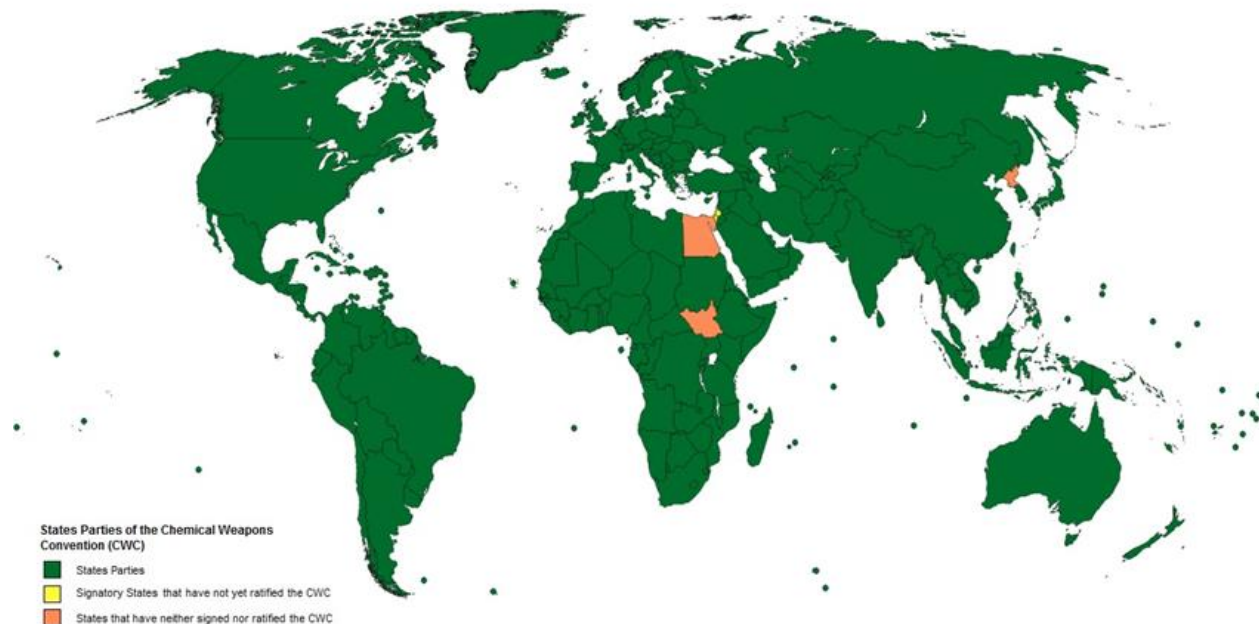 States Parties of the Chemical Weapons
Convention (CWC)
States Parties
Signatory States that have not yet ratified the CWC
States that have neither signed nor ratified the CWC